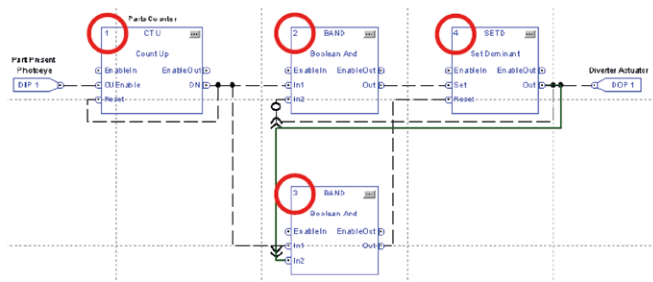 Parts Counter
1 CTU ...
Count Up
EnableIn EnableOut
CUEnable DN
Reset
Part Present
Photoeye
DIP 1
2 BAND ...
Boolean And
EnableIn EnableOut
In1 Out
In2
4 SETD ...
Set Dominant
EnableIn EnableOut
Set Out
Reset
Diverter Actuator
DOP 1
3 BAND ...
Boolean And
EnableIn EnableOut
In1 Out
In2